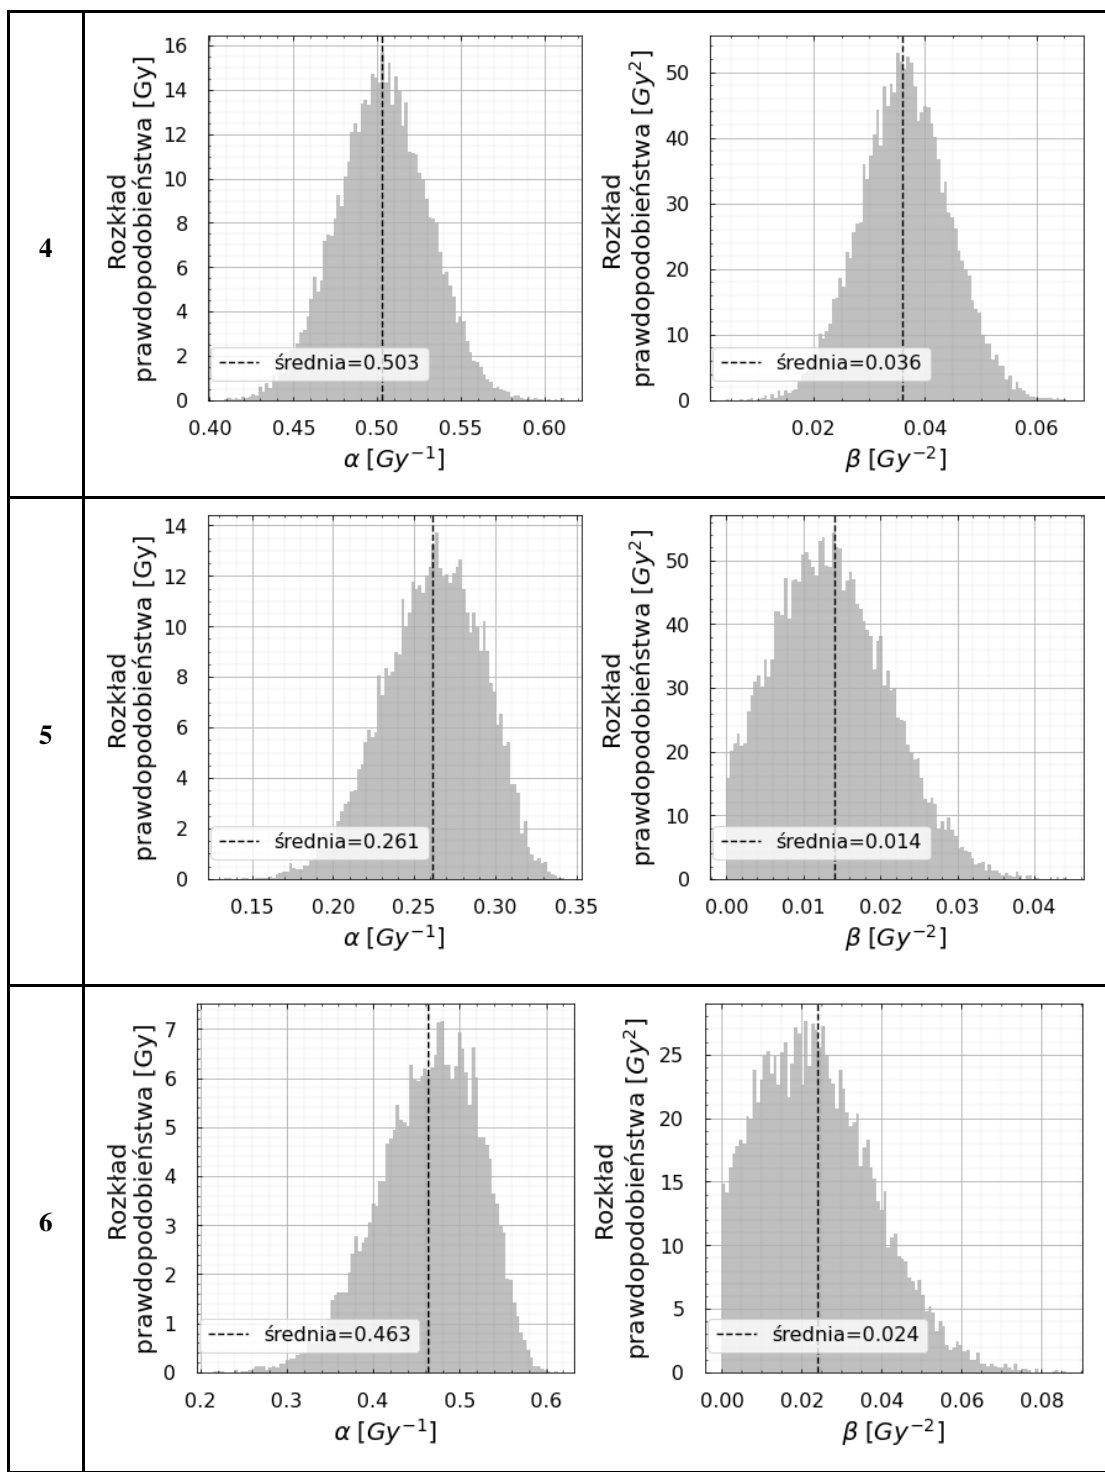 4
16
14
12
10
8
6
4
2
0
Rozkład
prawdopodobieństwa [Gy]
średnia=0.503
0.40 0.45 0.50 0.55 0.60
α [Gy⁻¹]
50
40
30
20
10
0
Rozkład
prawdopodobieństwa [Gy²]
średnia=0.036
0.02 0.04 0.06
β [Gy⁻²]
5
14
12
10
8
6
4
2
0
Rozkład
prawdopodobieństwa [Gy]
średnia=0.261
0.15 0.20 0.25 0.30 0.35
α [Gy⁻¹]
50
40
30
20
10
0
Rozkład
prawdopodobieństwa [Gy²]
średnia=0.014
0.00 0.01 0.02 0.03 0.04
β [Gy⁻²]
6
7
6
5
4
3
2
1
0
Rozkład
prawdopodobieństwa [Gy]
średnia=0.463
0.2 0.3 0.4 0.5 0.6
α [Gy⁻¹]
25
20
15
10
5
0
Rozkład
prawdopodobieństwa [Gy²]
średnia=0.024
0.00 0.02 0.04 0.06 0.08
β [Gy⁻²]